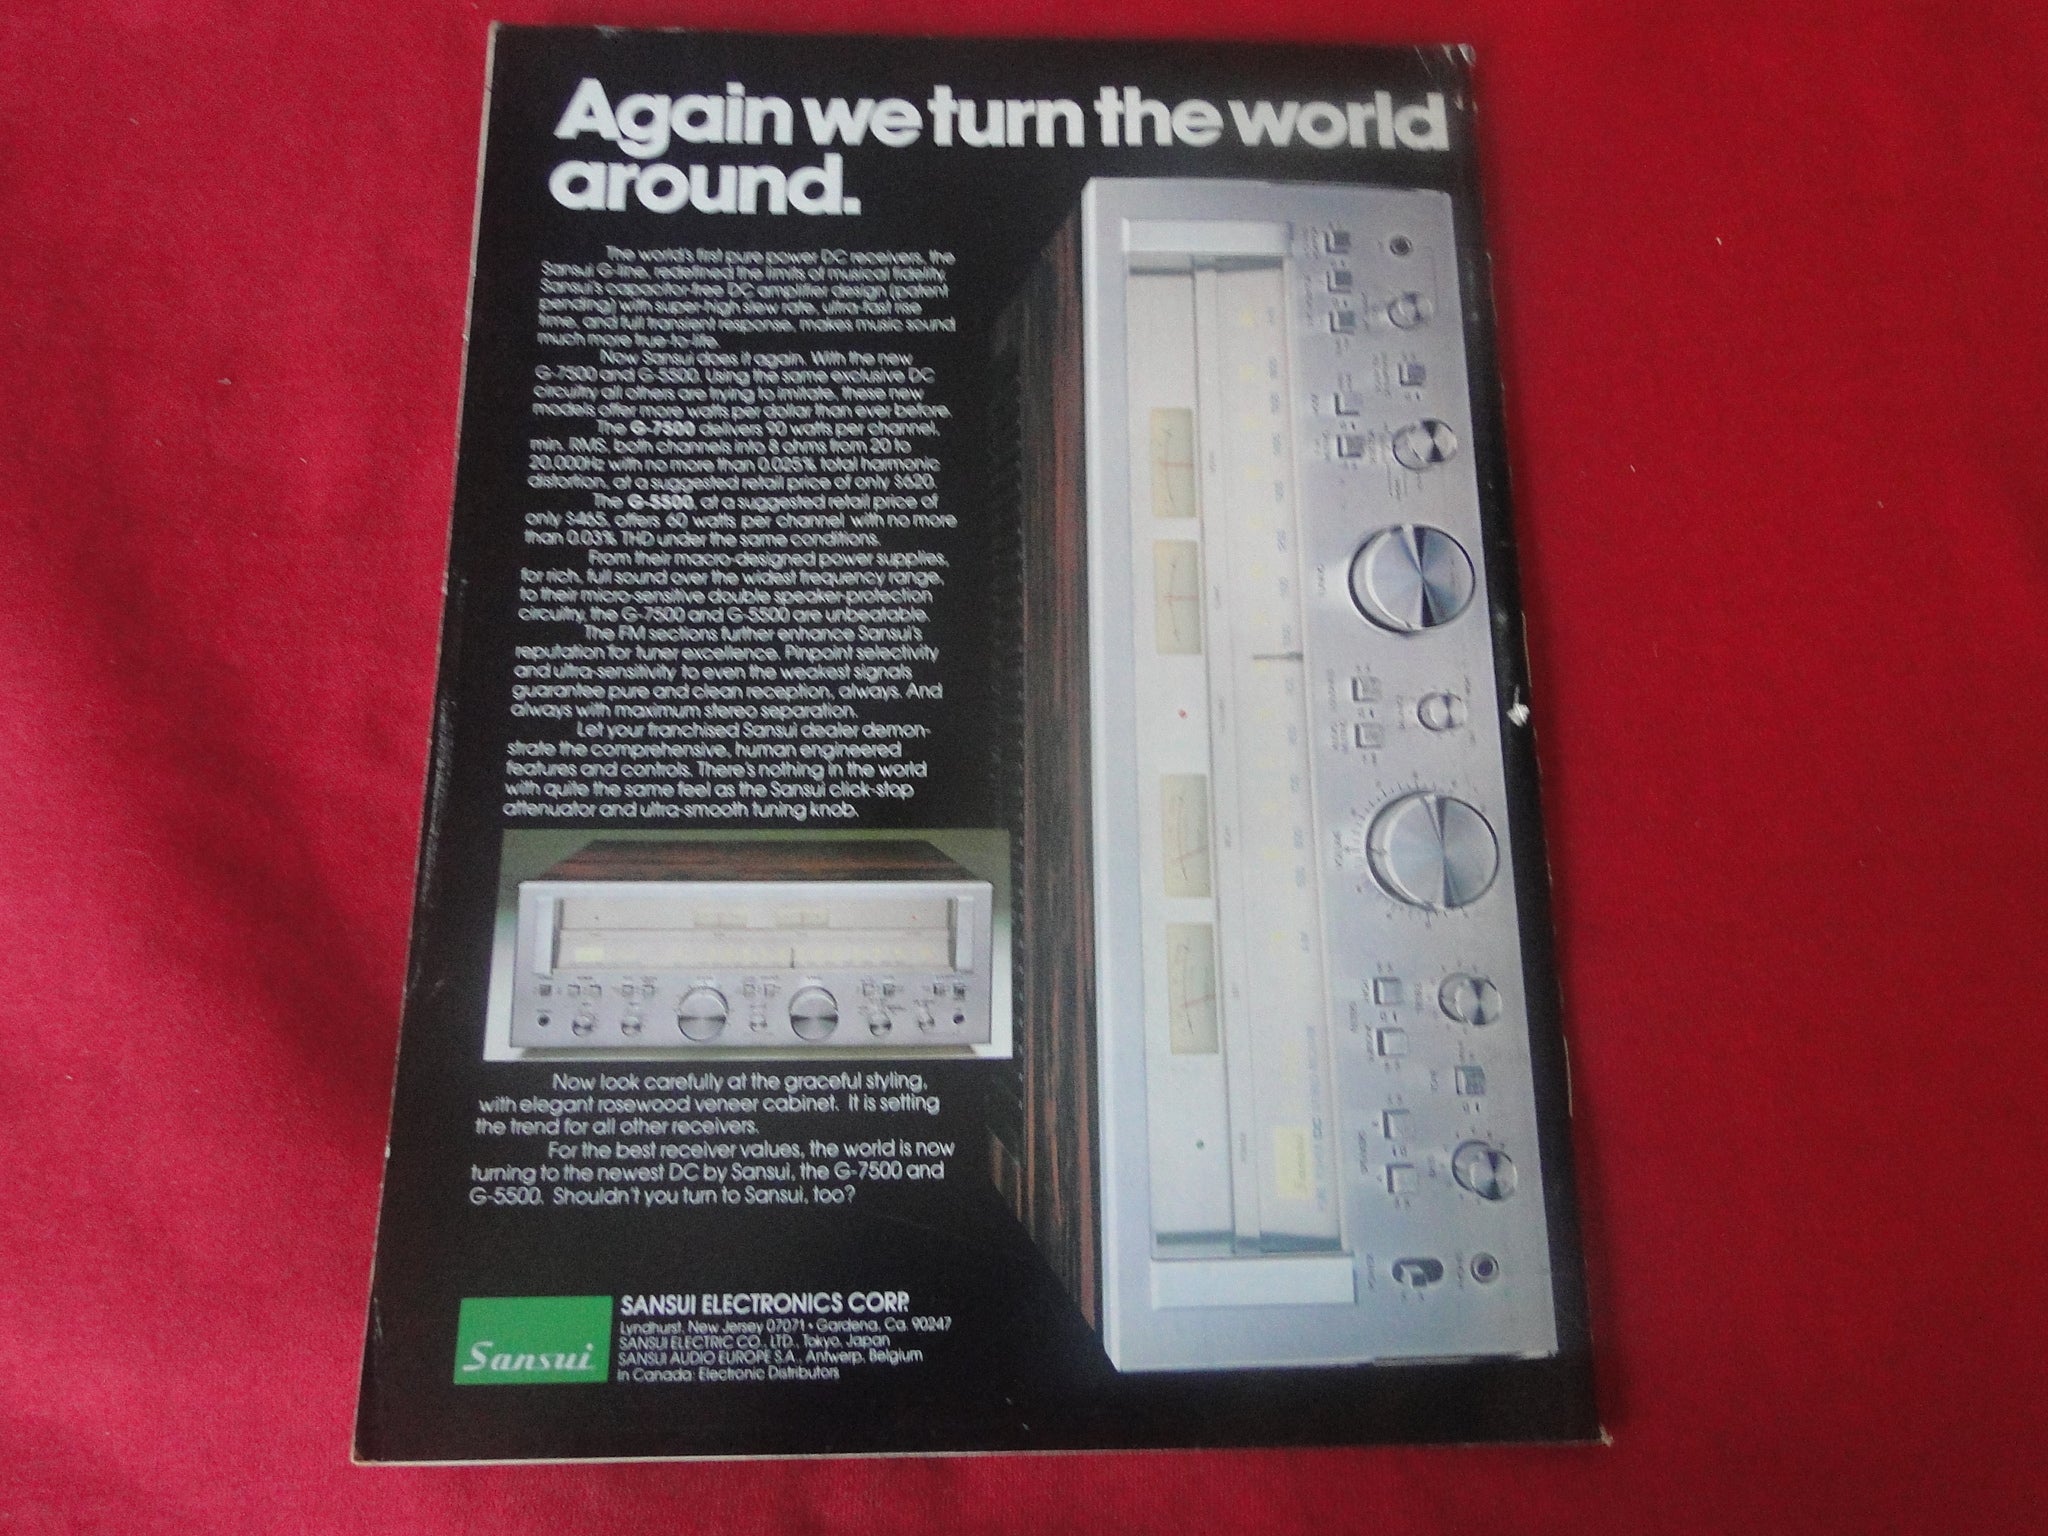 Again we turn the world
around.
The world's first pure power DC receivers, the
Sansui G-line, redefined the limits of musical fidelity.
Sansui's capacitor-free DC amplifier design (patent
pending) with super-high slew rate, ultra-fast rise
time, and full transient response, makes music sound
much more true-to-life.
Now Sansui does it again. With the new
G-7500 and G-5500. Using the same exclusive DC
circuitry all others are trying to imitate, these new
models offer more watts per dollar than ever before.
The G-7500 delivers 90 watts per channel,
min. RMS, both channels into 8 ohms from 20 to
20,000Hz with no more than 0.025% total harmonic
distortion, at a suggested retail price of only $620.
The G-5500, at a suggested retail price of
only $465, offers 60 watts per channel with no more
than 0.03% THD under the same conditions.
From their macro-designed power supplies,
for rich, full sound over the widest frequency range,
to their micro-sensitive double speaker-protection
circuitry, the G-7500 and G-5500 are unbeatable.
The FM sections further enhance Sansui's
reputation for tuner excellence. Pinpoint selectivity
and ultra-sensitivity to even the weakest signals
guarantee pure and clean reception, always. And
always with maximum stereo separation.
Let your franchised Sansui dealer demon-
strate the comprehensive, human engineered
features and controls. There's nothing in the world
with quite the same feel as the Sansui click-stop
attenuator and ultra-smooth tuning knob.
Now look carefully at the graceful styling,
with elegant rosewood veneer cabinet. It is setting
the trend for all other receivers.
For the best receiver values, the world is now
turning to the newest DC by Sansui, the G-7500 and
G-5500. Shouldn't you turn to Sansui, too?
Sansui
SANSUI ELECTRONICS CORP.
Lyndhurst, New Jersey 07071 • Gardena, Ca. 90247
SANSUI ELECTRIC CO., LTD., Tokyo, Japan
SANSUI AUDIO EUROPE S.A., Antwerp, Belgium
In Canada: Electronic Distributors